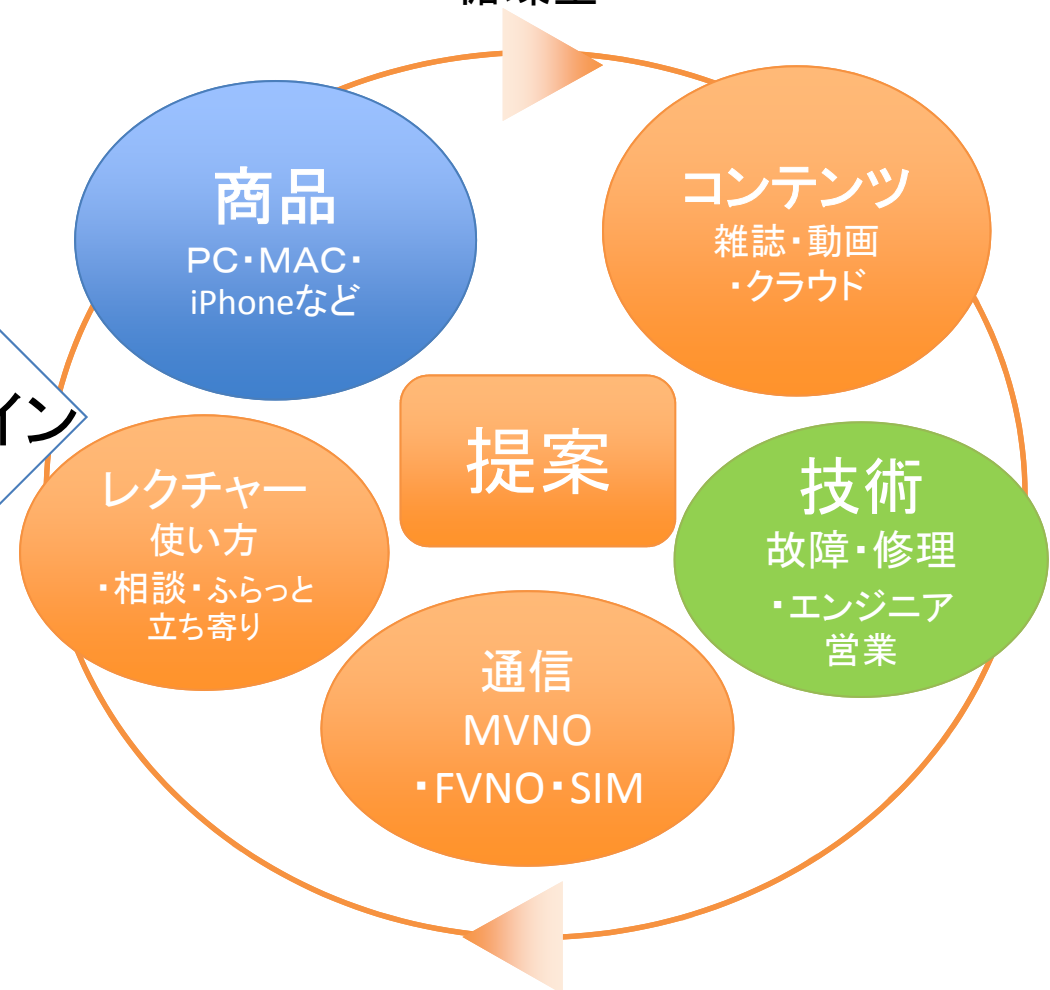 商品
PC・MAC・
iPhoneなど
コンテンツ
雑誌・動画
・クラウド
イン
提案
レクチャー
使い方
・相談・ふらっと
立ち寄り
技術
故障・修理
・エンジニア
営業
通信
MVNO
・FVNO・SIM